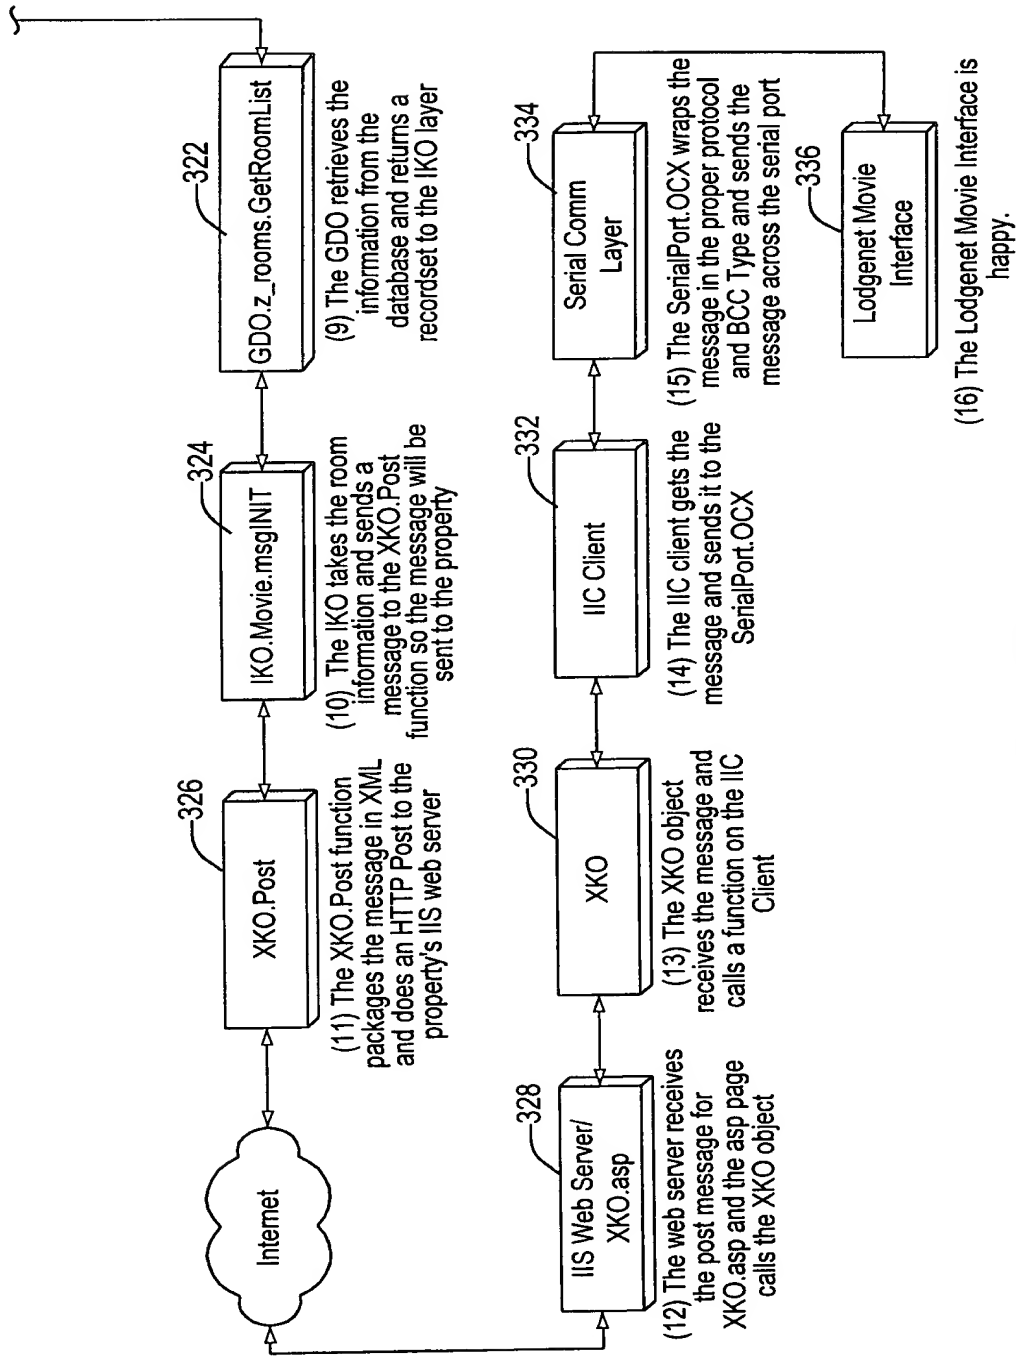 322
GDO.z_rooms.GetRoomList
(9) The GDO retrieves the
information from the
database and returns a
recordset to the IKO layer
324
IKO.Movie.msgINIT
(10) The IKO takes the room
information and sends a
message to the XKO.Post
function so the message will be
sent to the property
326
XKO.Post
(11) The XKO.Post function
packages the message in XML
and does an HTTP Post to the
property's IIS web server
Internet
328
IIS Web Server/
XKO.asp
(12) The web server receives
the post message for
XKO.asp and the asp page
calls the XKO object
330
XKO
(13) The XKO object
receives the message and
calls a function on the IIC
Client
332
IIC Client
(14) The IIC client gets the
message and sends it to the
SerialPort.OCX
334
Serial Comm
Layer
(15) The SerialPort.OCX wraps the
message in the proper protocol
and BCC Type and sends the
message across the serial port
336
Lodgenet Movie
Interface
(16) The Lodgenet Movie Interface is
happy.